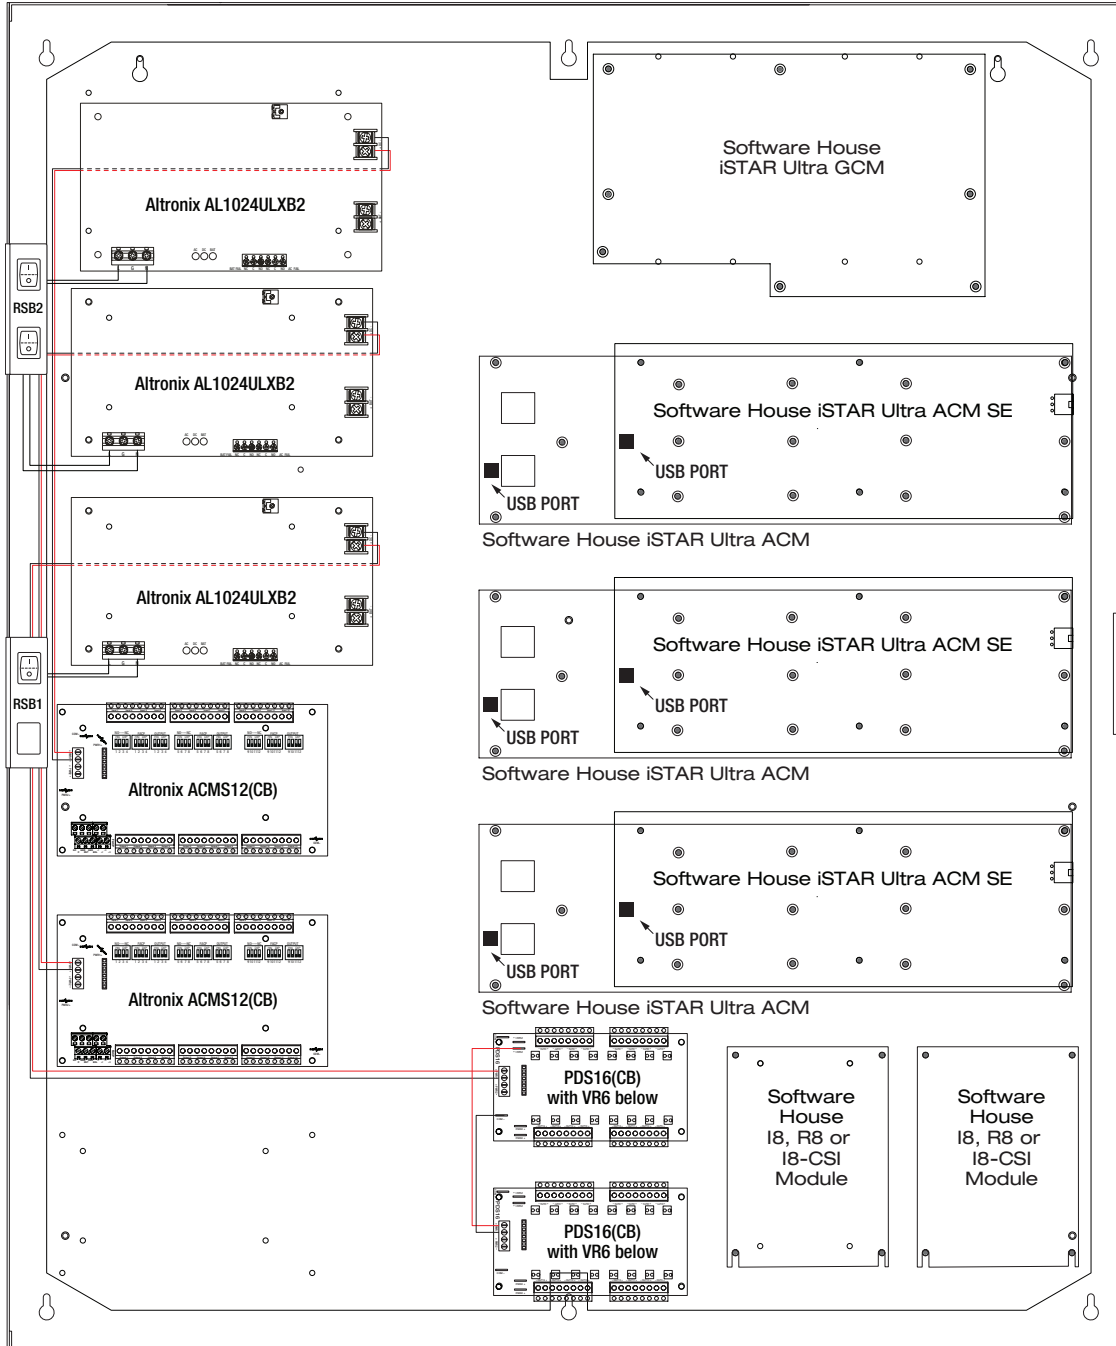 Software House
iSTAR Ultra GCM
Altronix AL1024ULXB2
RSB2
Altronix AL1024ULXB2
Software House iSTAR Ultra ACM SE
USB PORT
USB PORT
Software House iSTAR Ultra ACM
Altronix AL1024ULXB2
Software House iSTAR Ultra ACM SE
USB PORT
USB PORT
Software House iSTAR Ultra ACM
RSB1
Altronix ACMS12(CB)
Software House iSTAR Ultra ACM SE
USB PORT
USB PORT
Software House iSTAR Ultra ACM
Altronix ACMS12(CB)
PDS16
PDS16(CB)
with VR6 below
Software
House
I8, R8 or
I8-CSI
Module
Software
House
I8, R8 or
I8-CSI
Module
PDS16
PDS16(CB)
with VR6 below